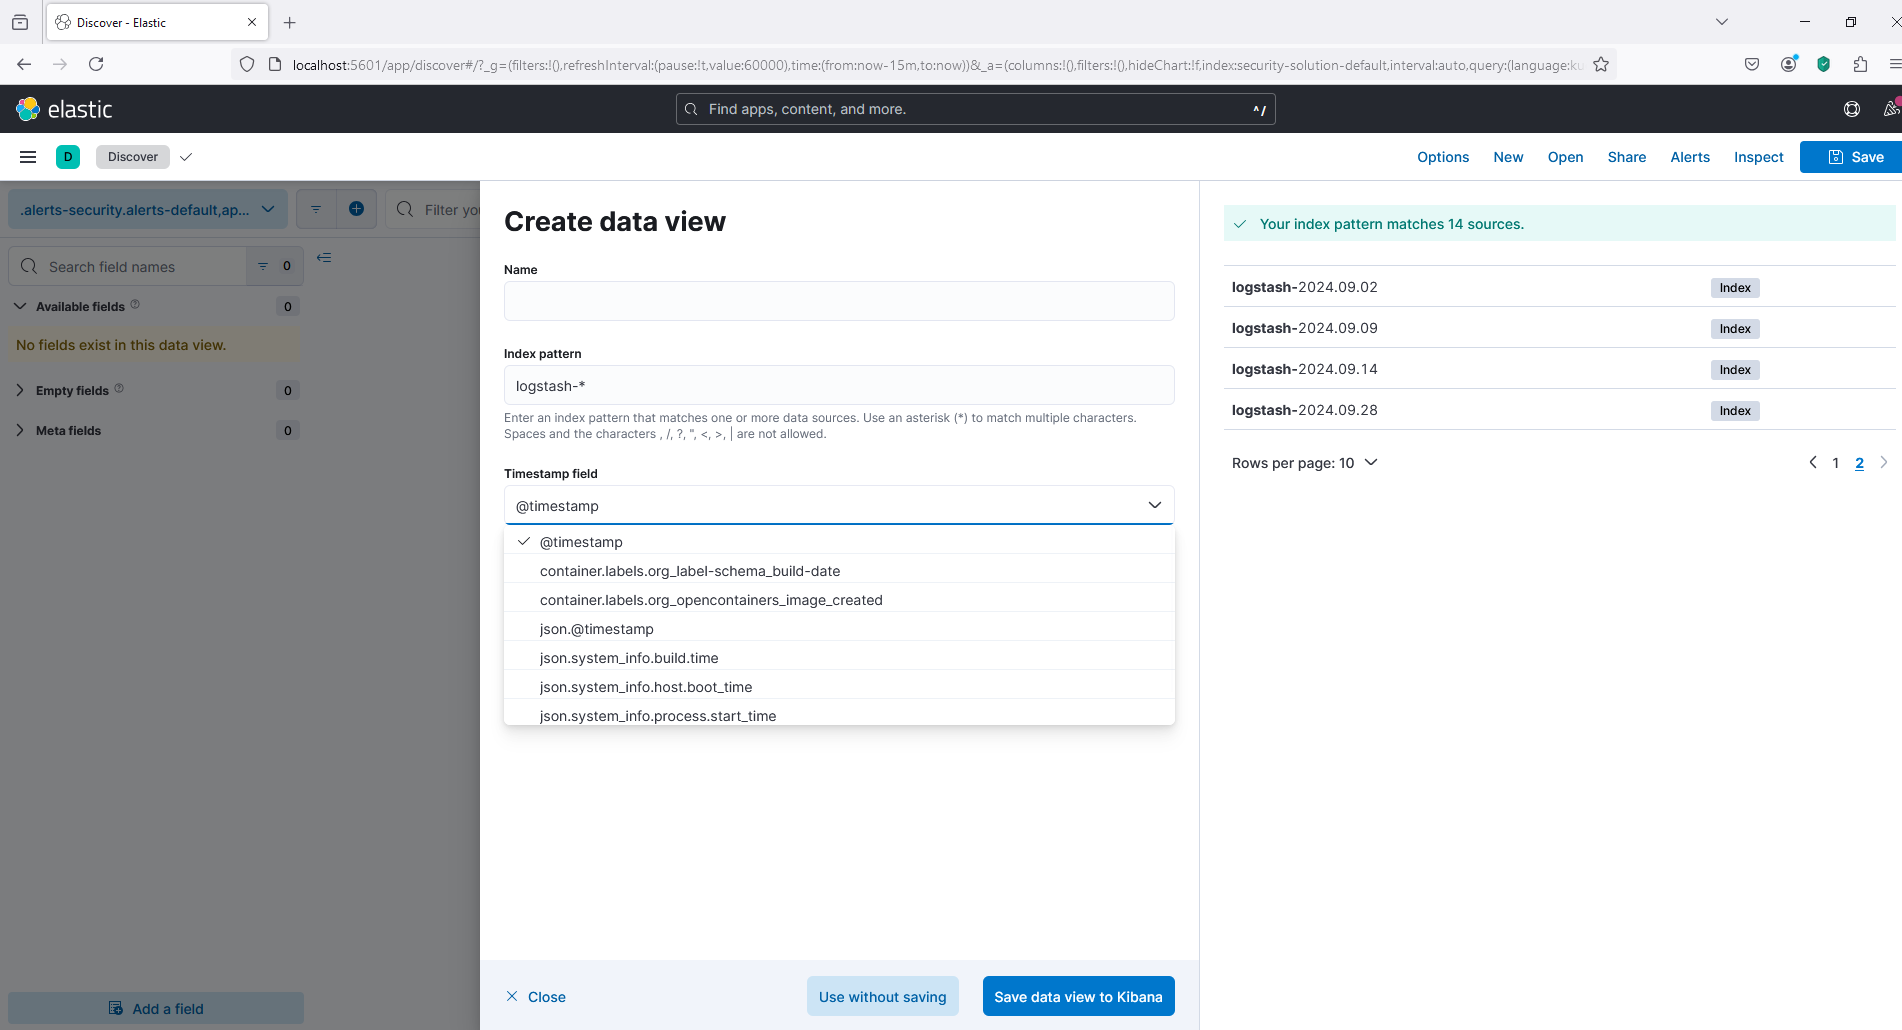 Discover - Elastic
localhost:5601/app/discover#/?_g=(filters:!(),refreshInterval:(pause:!t,value:60000),time:(from:now-15m,to:now))&_a=(columns:!(),filters:!(),hideChart:!f,index:security-solution-default,interval:auto,query:(language:ku
elastic
Find apps, content, and more.
^/
D
Discover
Options
New
Open
Share
Alerts
Inspect
Save
.alerts-security.alerts-default,ap...
Filter you
Search field names
0
Available fields
0
No fields exist in this data view.
Empty fields
0
Meta fields
0
Add a field
Create data view
Name
Index pattern
logstash-*
Enter an index pattern that matches one or more data sources. Use an asterisk (*) to match multiple characters.
Spaces and the characters , /, ?, ", <, >, | are not allowed.
Timestamp field
@timestamp
@timestamp
container.labels.org_label-schema_build-date
container.labels.org_opencontainers_image_created
json.@timestamp
json.system_info.build.time
json.system_info.host.boot_time
json.system_info.process.start_time
Close
Use without saving
Save data view to Kibana
Your index pattern matches 14 sources.
logstash-2024.09.02 Index
logstash-2024.09.09 Index
logstash-2024.09.14 Index
logstash-2024.09.28 Index
Rows per page: 10
1 2